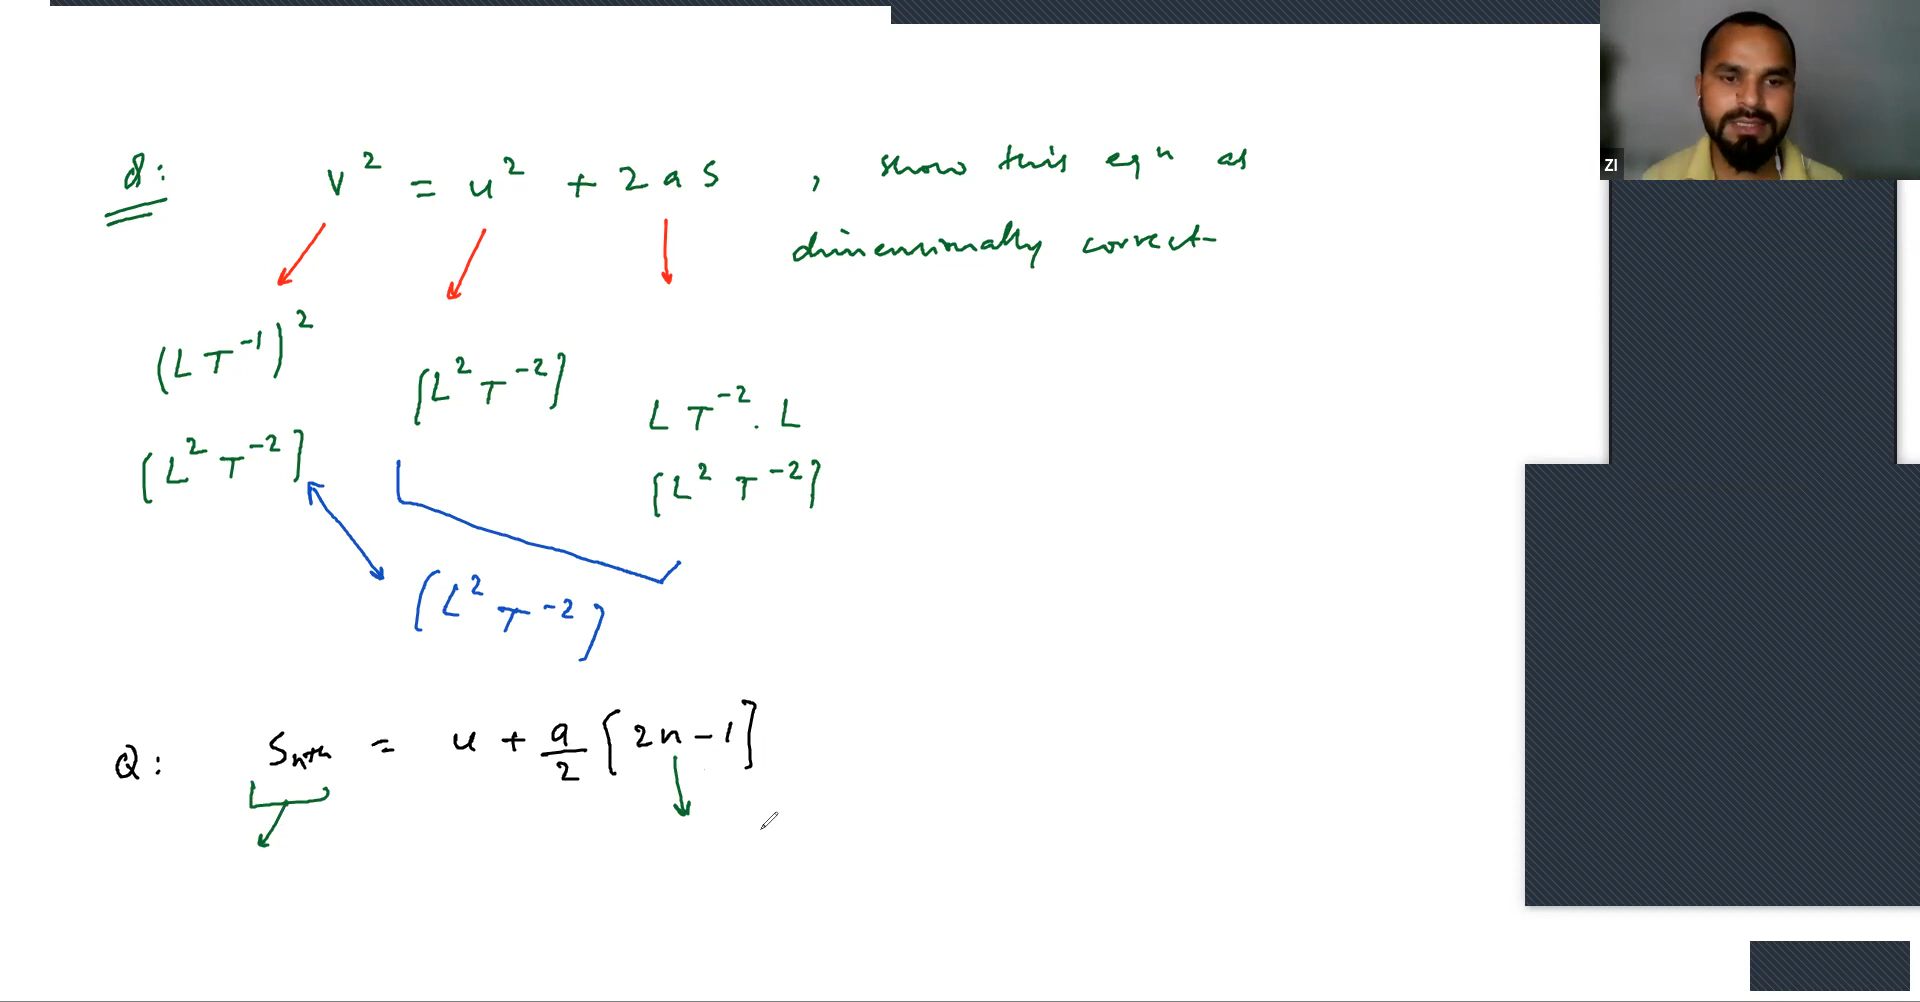 Q: v² = u² + 2as , show this eqⁿ as
dimensionally correct
(LT⁻¹)²
[L²T⁻²]
LT⁻².L
[L²T⁻²]
[L²T⁻²]
[L²T⁻²]
Q: Sₙₜₕ = u + a/2 [2n-1]
ZI